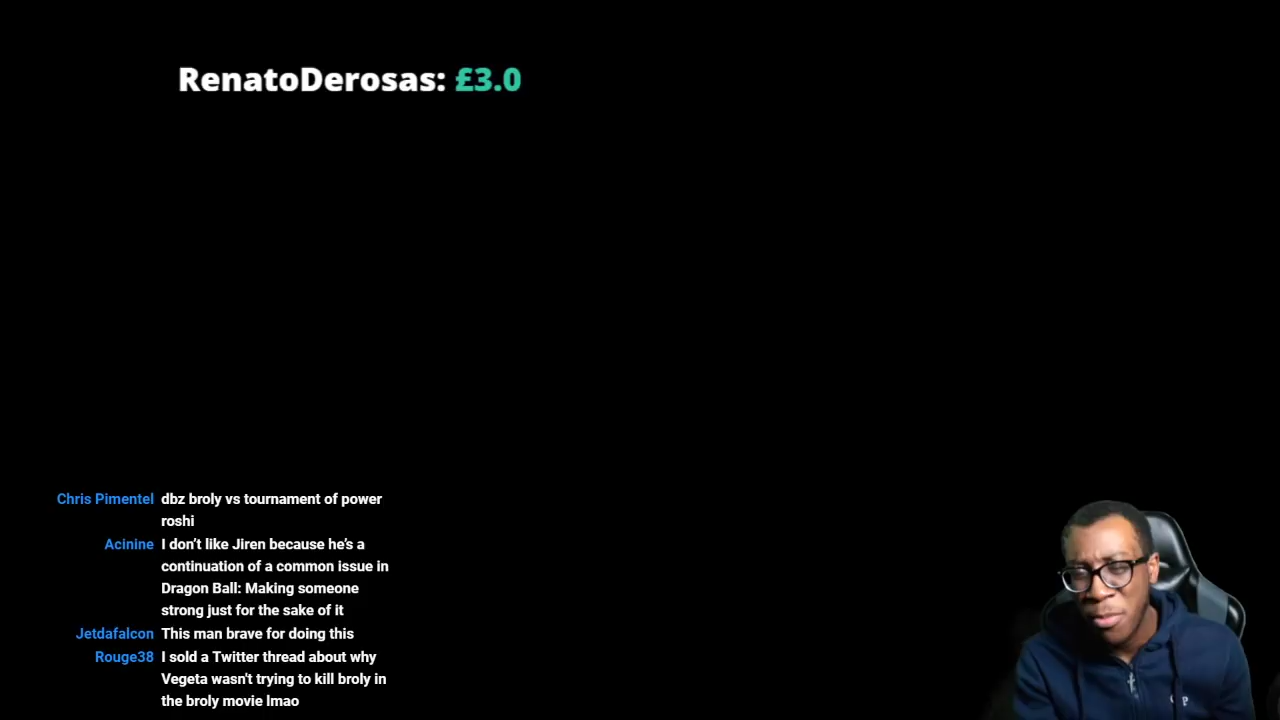 RenatoDerosas: £3.0
Chris Pimentel dbz broly vs tournament of power
roshi
Acinine I don’t like Jiren because he’s a
continuation of a common issue in
Dragon Ball: Making someone
strong just for the sake of it
Jetdafalcon This man brave for doing this
Rouge38 I sold a Twitter thread about why
Vegeta wasn't trying to kill broly in
the broly movie lmao